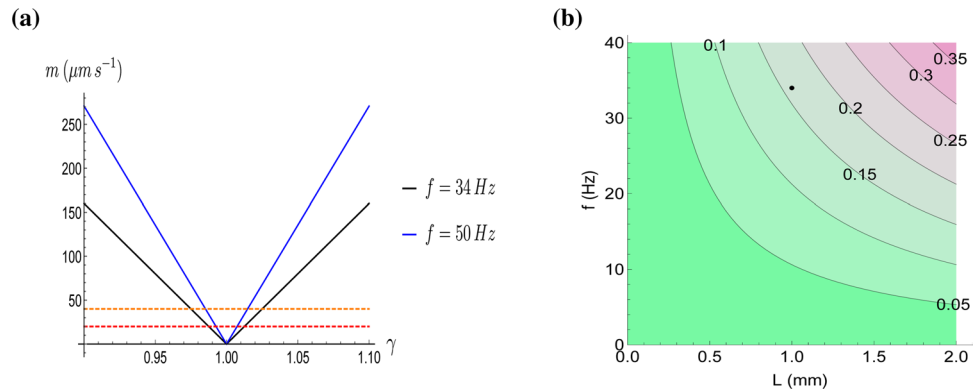 (a)
m (μm s⁻¹)
250
200
150
100
50
0.95 1.00 1.05 1.10 γ
f = 34 Hz
f = 50 Hz
(b)
f (Hz)
40
30
20
10
0
0.0 0.5 1.0 1.5 2.0
L (mm)
0.1
0.35
0.3
0.2
0.25
0.15
0.05